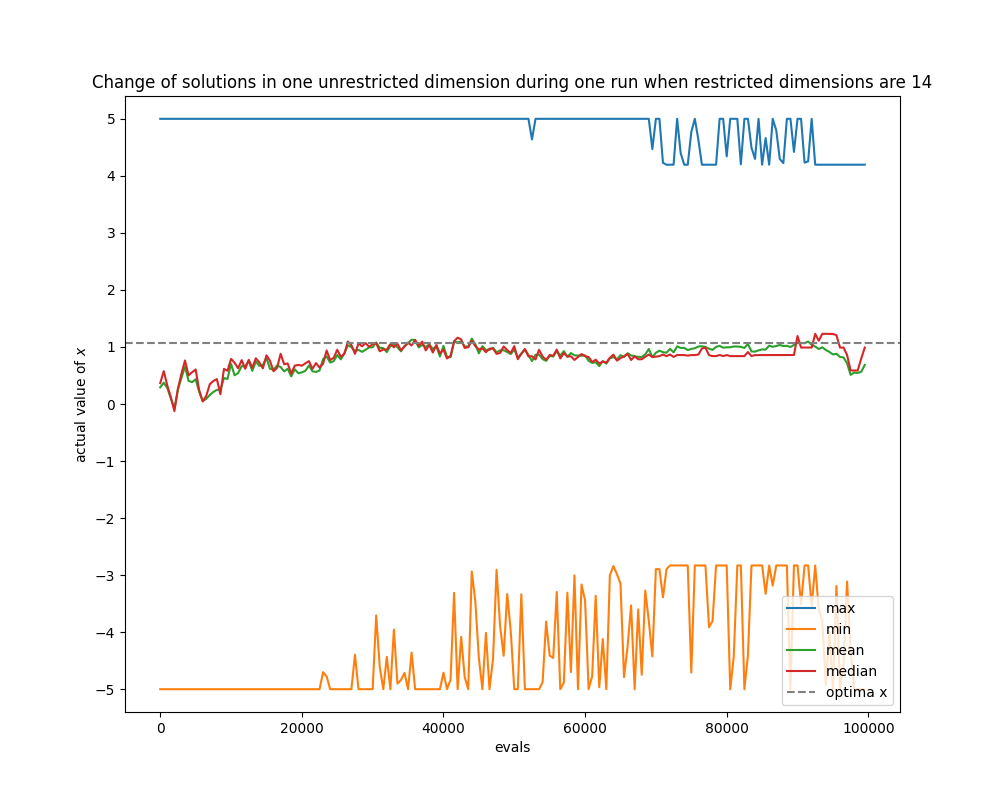 Change of solutions in one unrestricted dimension during one run when restricted dimensions are 14
5
4
3
2
1
0
−1
−2
−3
−4
−5
actual value of x
0
20000
40000
60000
80000
100000
evals
max
min
mean
median
optima x